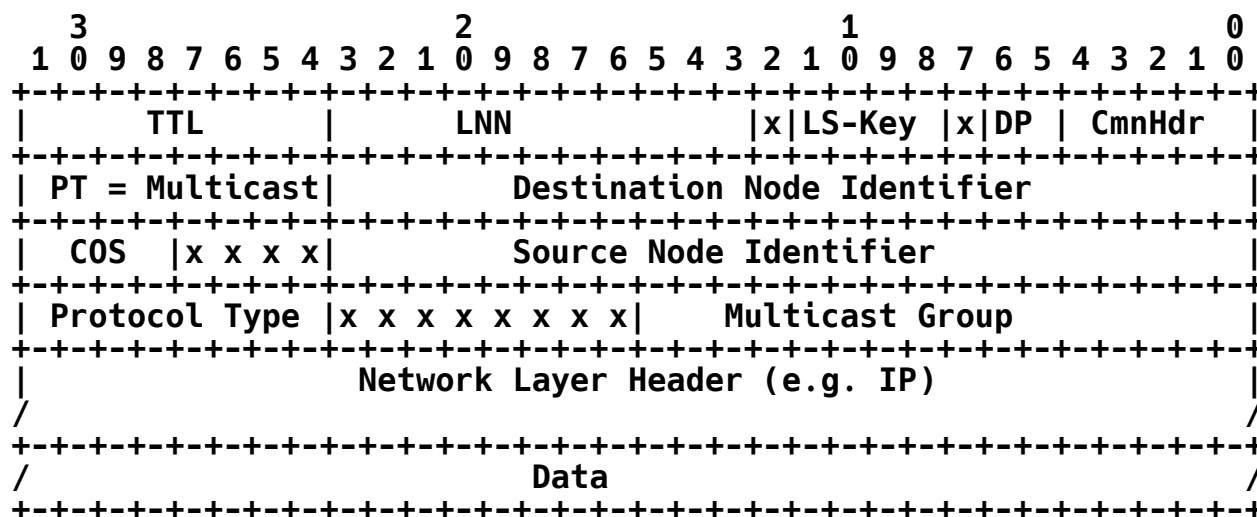 3                   2                   1                   0
 1 0 9 8 7 6 5 4 3 2 1 0 9 8 7 6 5 4 3 2 1 0 9 8 7 6 5 4 3 2 1 0
+-+-+-+-+-+-+-+-+-+-+-+-+-+-+-+-+-+-+-+-+-+-+-+-+-+-+-+-+-+-+-+-+
|      TTL      |      LNN            |x|LS-Key |x|DP | CmnHdr  |
+-+-+-+-+-+-+-+-+-+-+-+-+-+-+-+-+-+-+-+-+-+-+-+-+-+-+-+-+-+-+-+-+
| PT = Multicast|         Destination Node Identifier           |
+-+-+-+-+-+-+-+-+-+-+-+-+-+-+-+-+-+-+-+-+-+-+-+-+-+-+-+-+-+-+-+-+
|  COS  |x x x x|         Source Node Identifier                |
+-+-+-+-+-+-+-+-+-+-+-+-+-+-+-+-+-+-+-+-+-+-+-+-+-+-+-+-+-+-+-+-+
| Protocol Type |x x x x x x x x|    Multicast Group            |
+-+-+-+-+-+-+-+-+-+-+-+-+-+-+-+-+-+-+-+-+-+-+-+-+-+-+-+-+-+-+-+-+
|                 Network Layer Header (e.g. IP)                |
/                                                               /
+-+-+-+-+-+-+-+-+-+-+-+-+-+-+-+-+-+-+-+-+-+-+-+-+-+-+-+-+-+-+-+-+
/                          Data                                 /
+-+-+-+-+-+-+-+-+-+-+-+-+-+-+-+-+-+-+-+-+-+-+-+-+-+-+-+-+-+-+-+-+